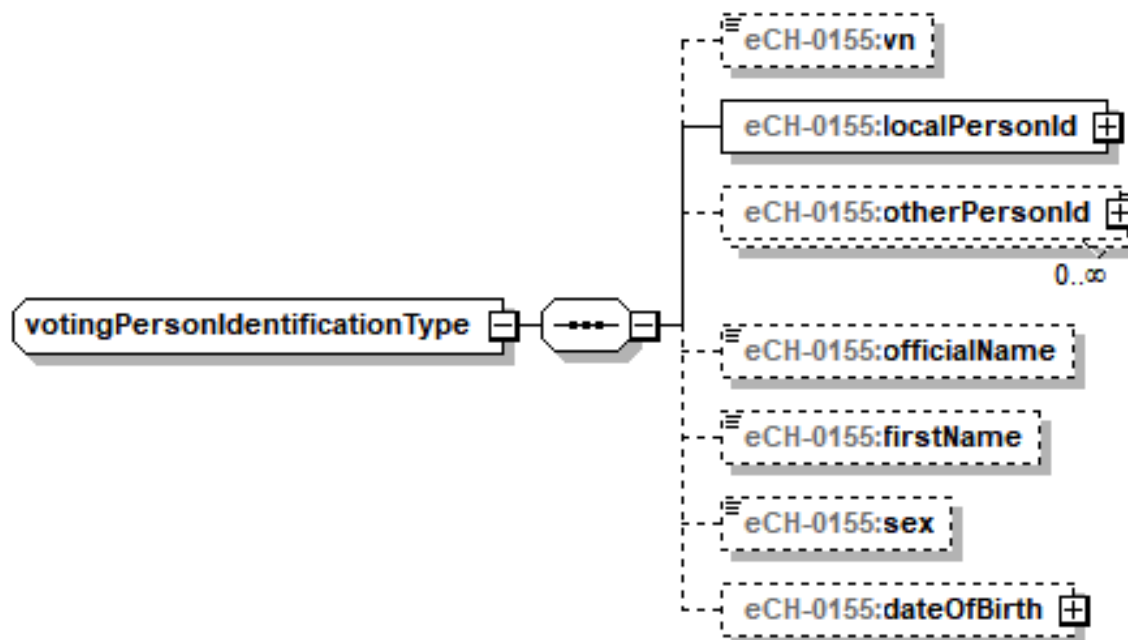 eCH-0155:vn
eCH-0155:localPersonId
eCH-0155:otherPersonId
0..∞
votingPersonIdentificationType
eCH-0155:officialName
eCH-0155:firstName
eCH-0155:sex
eCH-0155:dateOfBirth